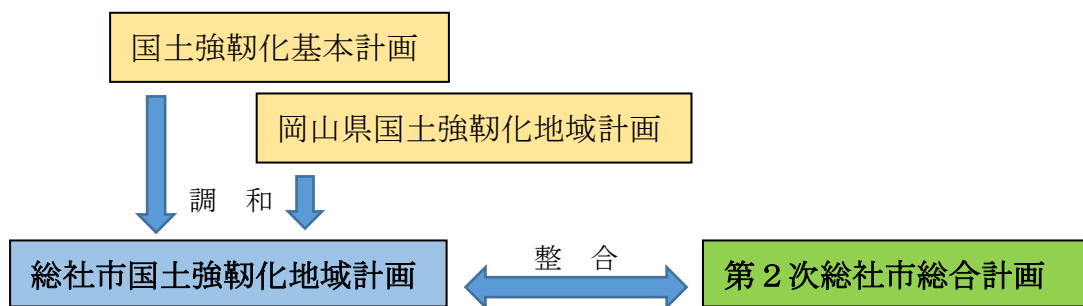 国土強靭化基本計画
岡山県国土強靭化地域計画
調　和
整　合
総社市国土強靭化地域計画
第２次総社市総合計画